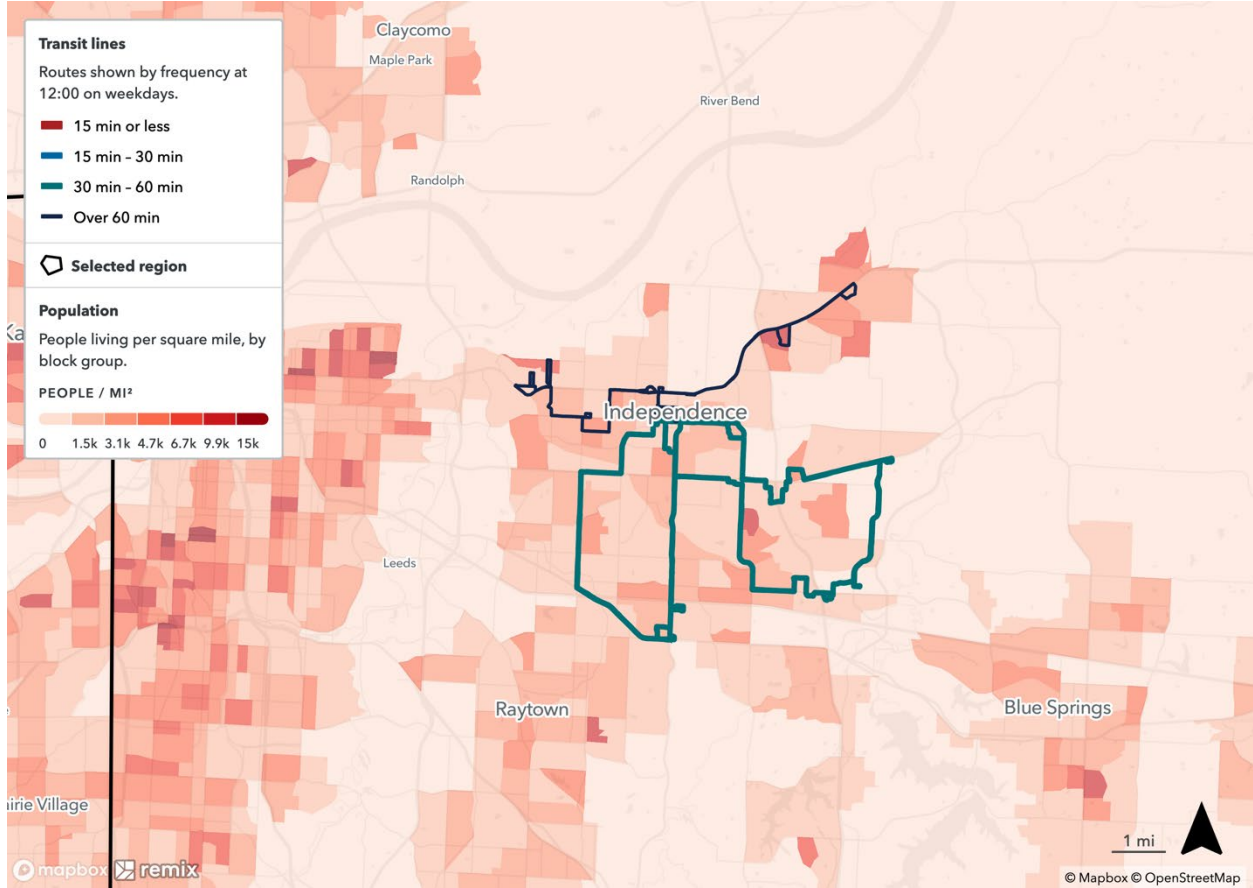 Transit lines
Routes shown by frequency at
12:00 on weekdays.
15 min or less
15 min – 30 min
30 min – 60 min
Over 60 min
Selected region
Population
People living per square mile, by
block group.
PEOPLE / MI²
0 1.5k 3.1k 4.7k 6.7k 9.9k 15k
Claycomo
Maple Park
River Bend
Randolph
Ka
Independence
Leeds
Raytown
Blue Springs
airie Village
1 mi
mapbox remix
© Mapbox © OpenStreetMap